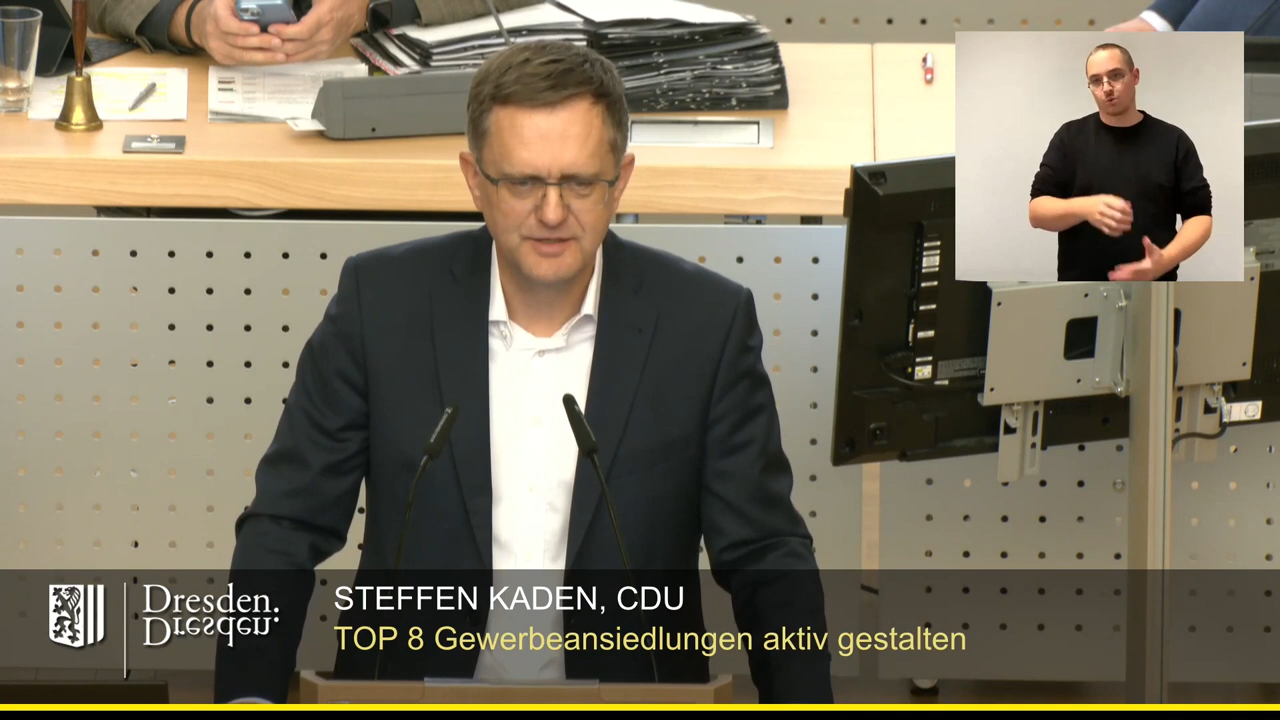 Dresden.
Dresden.
STEFFEN KADEN, CDU
TOP 8 Gewerbeansiedlungen aktiv gestalten